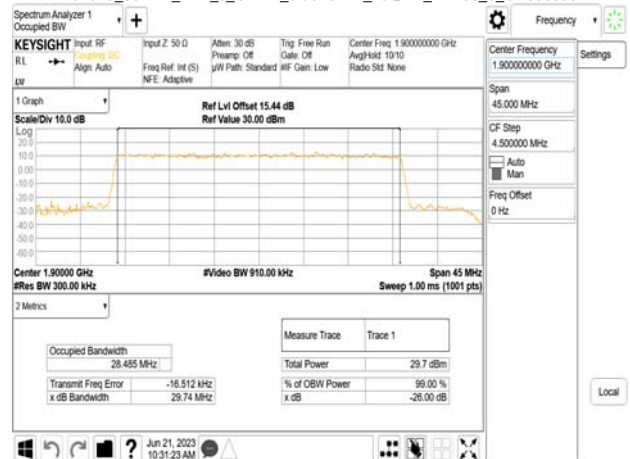 Spectrum Analyzer 1
Occupied BW
Frequency
KEYSIGHT
RL
Input: RF
Coupling: DC
Align: Auto
Input Z: 50 Ω
Freq Ref: Int (S)
NFE: Adaptive
Atten: 30 dB
Preamp: Off
µW Path: Standard
Trig: Free Run
Gate: Off
#IF Gain: Low
Center Freq: 1.900000000 GHz
Avg|Hold: 10/10
Radio Std: None
Center Frequency
1.900000000 GHz
Settings
Span
45.000 MHz
CF Step
4.500000 MHz
Auto
Man
Freq Offset
0 Hz
1 Graph
Scale/Div 10.0 dB
Ref Lvl Offset 15.44 dB
Ref Value 30.00 dBm
Log
20.0
10.0
0.00
-10.0
-20.0
-30.0
-40.0
-50.0
-60.0
Center 1.90000 GHz
#Res BW 300.00 kHz
#Video BW 910.00 kHz
Span 45 MHz
Sweep 1.00 ms (1001 pts)
2 Metrics
Measure Trace Trace 1
Occupied Bandwidth
28.485 MHz
Total Power 29.7 dBm
Transmit Freq Error -16.512 kHz
% of OBW Power 99.00 %
x dB Bandwidth 29.74 MHz
x dB -26.00 dB
Local
Jun 21, 2023
10:31:23 AM